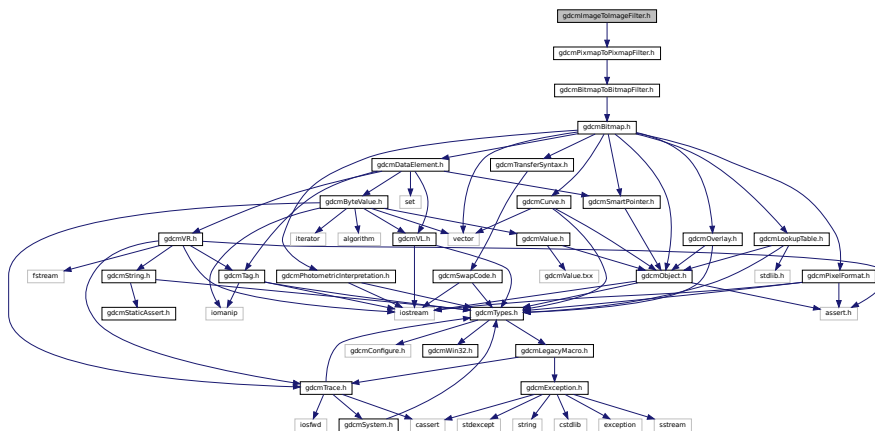 gdcmImageToImageFilter.h
gdcmPixmapToPixmapFilter.h
gdcmBitmapToBitmapFilter.h
gdcmBitmap.h
gdcmDataElement.h
gdcmTransferSyntax.h
gdcmByteValue.h
set
gdcmCurve.h
gdcmSmartPointer.h
gdcmVR.h
iterator
algorithm
gdcmVL.h
vector
gdcmValue.h
gdcmOverlay.h
gdcmLookupTable.h
fstream
gdcmString.h
gdcmTag.h
gdcmPhotometricInterpretation.h
gdcmSwapCode.h
gdcmValue.txx
gdcmObject.h
stdlib.h
gdcmPixelFormat.h
gdcmStaticAssert.h
iomanip
iostream
gdcmTypes.h
assert.h
gdcmConfigure.h
gdcmWin32.h
gdcmLegacyMacro.h
gdcmTrace.h
gdcmException.h
iosfwd
gdcmSystem.h
cassert
stdexcept
string
cstdlib
exception
sstream